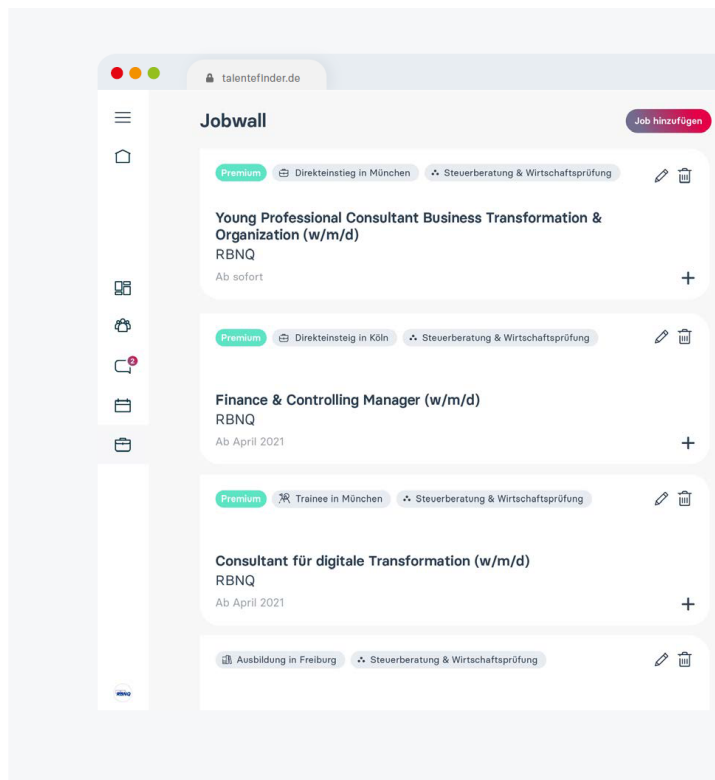 talentefinder.de
Jobwall
Job hinzufügen
Premium Direkteinstieg in München Steuerberatung & Wirtschaftsprüfung
Young Professional Consultant Business Transformation &
Organization (w/m/d)
RBNQ
Ab sofort
Premium Direkteinsteig in Köln Steuerberatung & Wirtschaftsprüfung
2
Finance & Controlling Manager (w/m/d)
RBNQ
Ab April 2021
Premium Trainee in München Steuerberatung & Wirtschaftsprüfung
Consultant für digitale Transformation (w/m/d)
RBNQ
Ab April 2021
Ausbildung in Freiburg Steuerberatung & Wirtschaftsprüfung
RBNQ